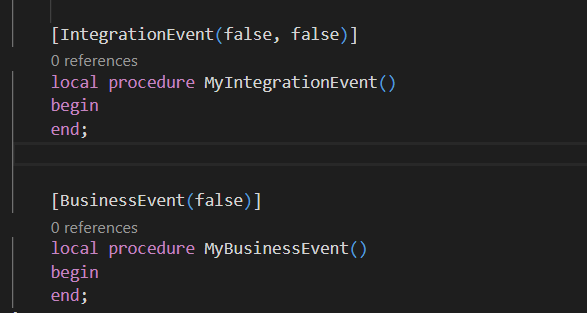 [IntegrationEvent(false, false)]
0 references
local procedure MyIntegrationEvent()
begin
end;
[BusinessEvent(false)]
0 references
local procedure MyBusinessEvent()
begin
end;